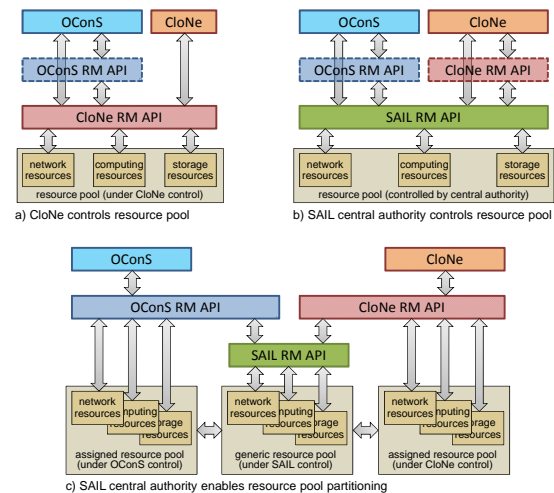 OConS
CloNe
OConS RM API
CloNe RM API
network
resources
computing
resources
storage
resources
resource pool (under CloNe control)
a) CloNe controls resource pool
OConS
CloNe
OConS RM API
CloNe RM API
SAIL RM API
network
resources
computing
resources
storage
resources
resource pool (controlled by central authority)
b) SAIL central authority controls resource pool
OConS
CloNe
OConS RM API
CloNe RM API
SAIL RM API
network
resources
resources
resources
assigned resource pool
(under OConS control)
network
resources
resources
resources
generic resource pool
(under SAIL control)
network
resources
resources
resources
assigned resource pool
(under CloNe control)
c) SAIL central authority enables resource pool partitioning